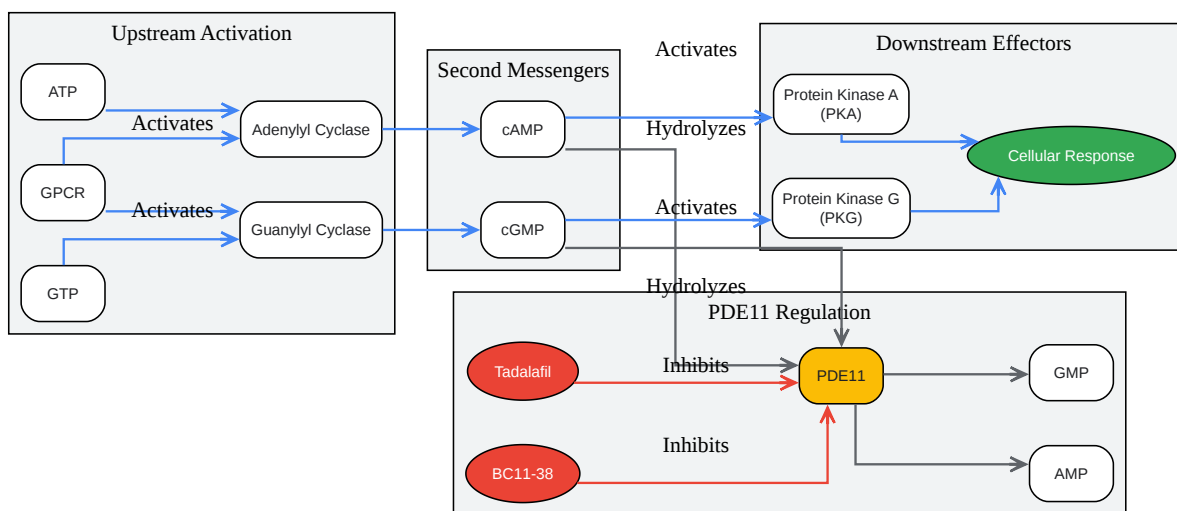 Upstream Activation
ATP
Activates
Adenylyl Cyclase
GPCR
Activates
Guanylyl Cyclase
GTP
Second Messengers
cAMP
cGMP
Activates
Hydrolyzes
Activates
Hydrolyzes
Downstream Effectors
Protein Kinase A
(PKA)
Cellular Response
Protein Kinase G
(PKG)
PDE11 Regulation
Tadalafil
Inhibits
PDE11
GMP
BC11-38
Inhibits
AMP